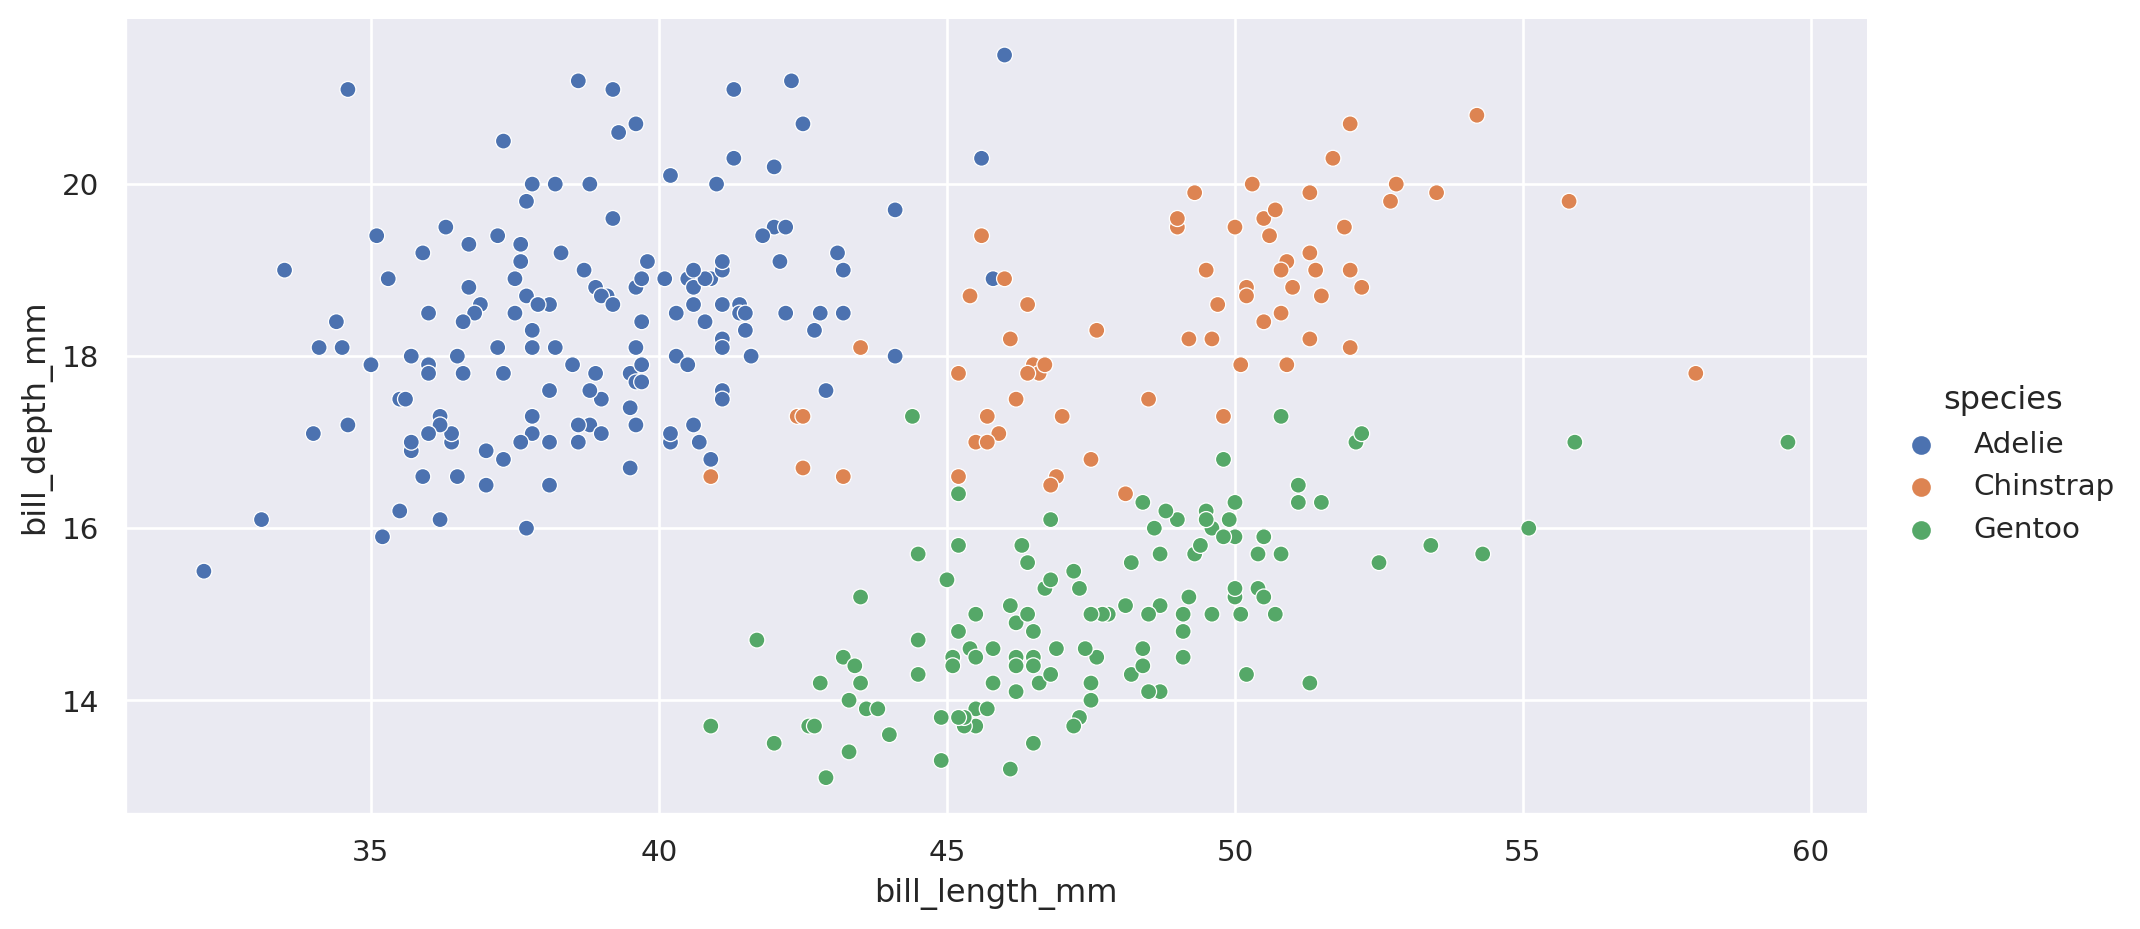 20
18
16
14
bill_depth_mm
35 40 45 50 55 60
bill_length_mm
species
Adelie
Chinstrap
Gentoo